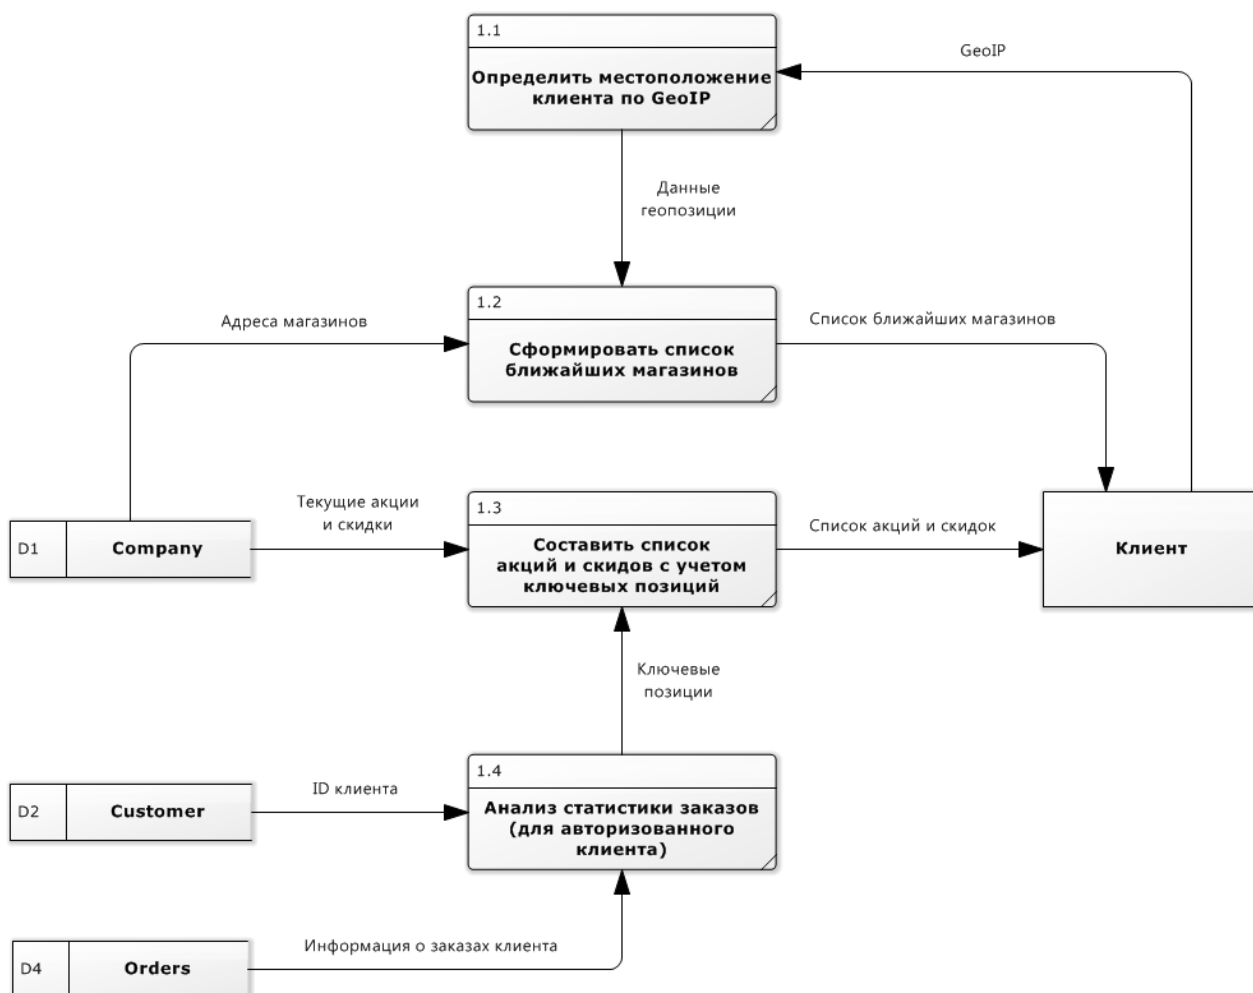 1.1
GeoIP
Определить местоположение
клиента по GeoIP
Данные
геопозиции
1.2
Адреса магазинов
Список ближайших магазинов
Сформировать список
ближайших магазинов
Текущие акции
и скидки
1.3
Список акций и скидок
D1
Company
Составить список
акций и скидов с учетом
ключевых позиций
Клиент
Ключевые
позиции
1.4
ID клиента
D2
Customer
Анализ статистики заказов
(для авторизованного
клиента)
Информация о заказах клиента
D4
Orders